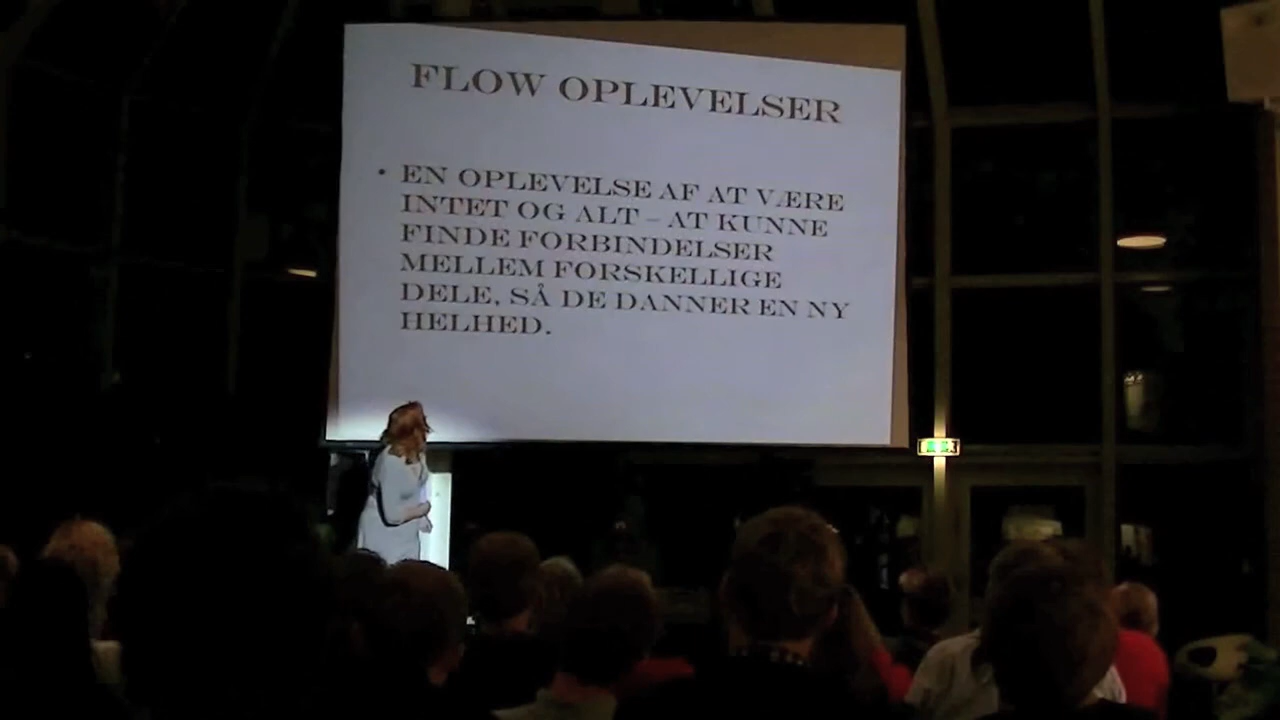 FLOW OPLEVELSER
• EN OPLEVELSE AF AT VÆRE
INTET OG ALT – AT KUNNE
FINDE FORBINDELSER
MELLEM FORSKELLIGE
DELE, SÅ DE DANNER EN NY
HELHED.